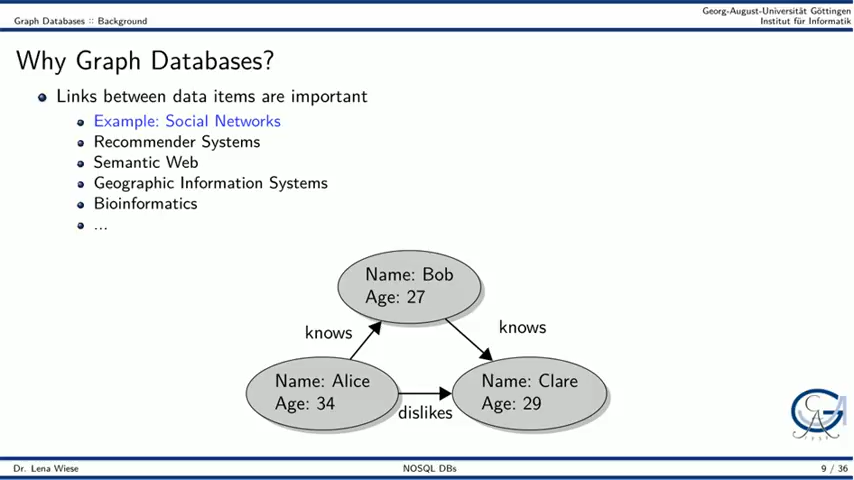 Georg-August-Universität Göttingen
Graph Databases :: Background
Institut für Informatik
Why Graph Databases?
Links between data items are important
Example: Social Networks
Recommender Systems
Semantic Web
Geographic Information Systems
Bioinformatics
...
Name: Bob
Age: 27
knows
knows
Name: Alice
Age: 34
dislikes
Name: Clare
Age: 29
Dr. Lena Wiese
NOSQL DBs
9 / 36